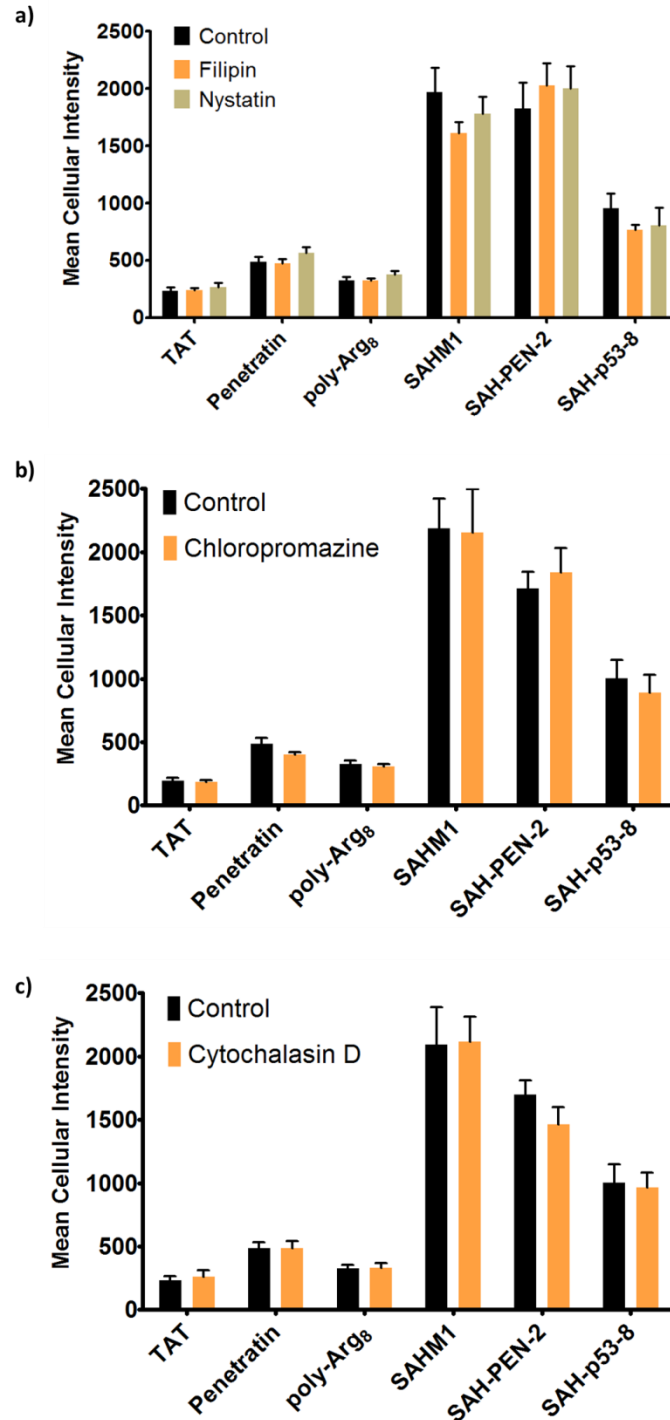 a)
Control
Filipin
Nystatin
Mean Cellular Intensity
2500
2000
1500
1000
500
0
TAT
Penetratin
poly-Arg₈
SAHM1
SAH-PEN-2
SAH-p53-8
b)
Control
Chloropromazine
Mean Cellular Intensity
2500
2000
1500
1000
500
0
TAT
Penetratin
poly-Arg₈
SAHM1
SAH-PEN-2
SAH-p53-8
c)
Control
Cytochalasin D
Mean Cellular Intensity
2500
2000
1500
1000
500
0
TAT
Penetratin
poly-Arg₈
SAHM1
SAH-PEN-2
SAH-p53-8